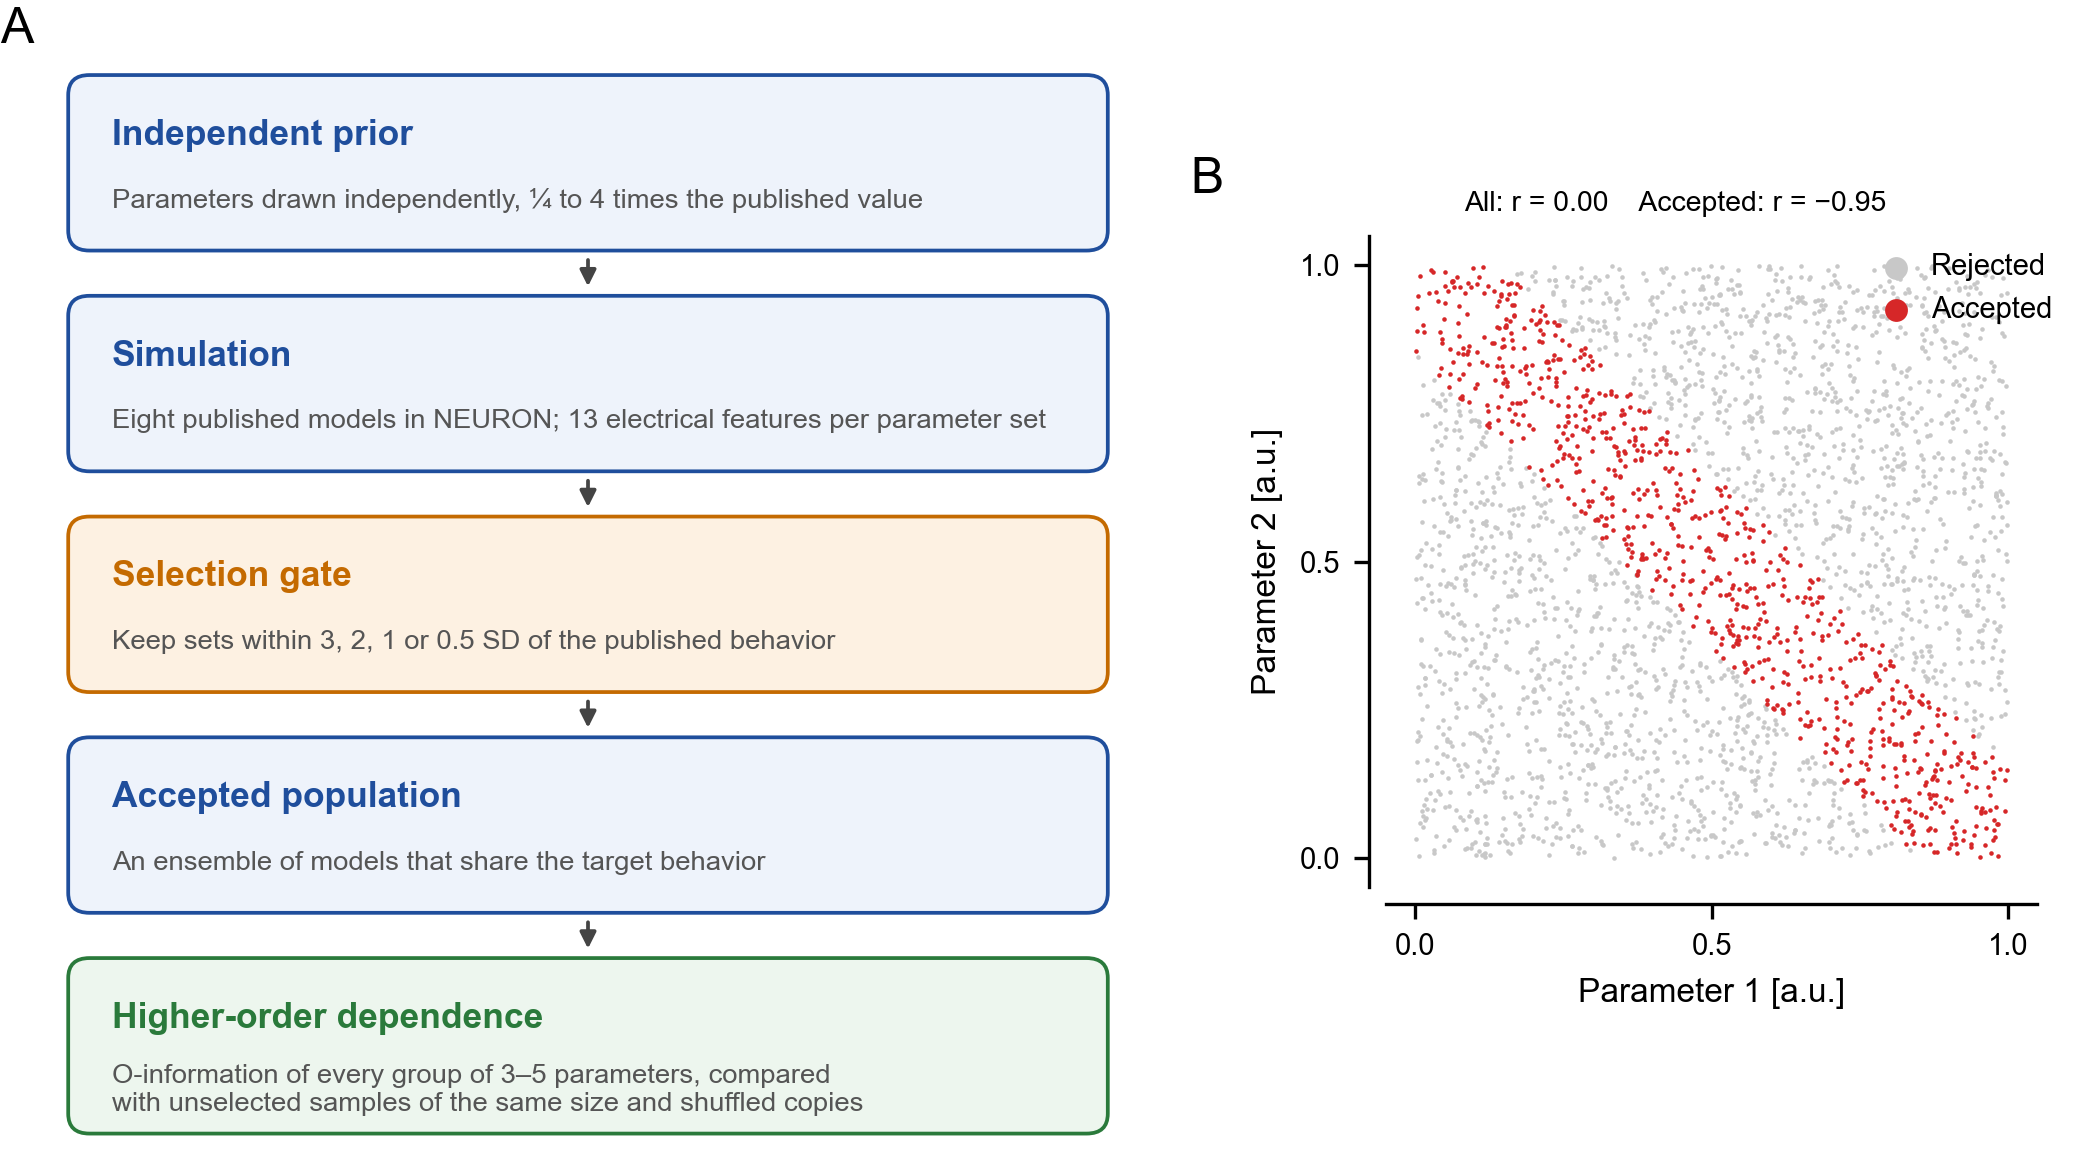 A
Independent prior
Parameters drawn independently, ¼ to 4 times the published value
Simulation
Eight published models in NEURON; 13 electrical features per parameter set
Selection gate
Keep sets within 3, 2, 1 or 0.5 SD of the published behavior
Accepted population
An ensemble of models that share the target behavior
Higher-order dependence
O-information of every group of 3–5 parameters, compared
with unselected samples of the same size and shuffled copies
B
All: r = 0.00 Accepted: r = −0.95
Rejected
Accepted
1.0
0.5
0.0
Parameter 2 [a.u.]
0.0 0.5 1.0
Parameter 1 [a.u.]